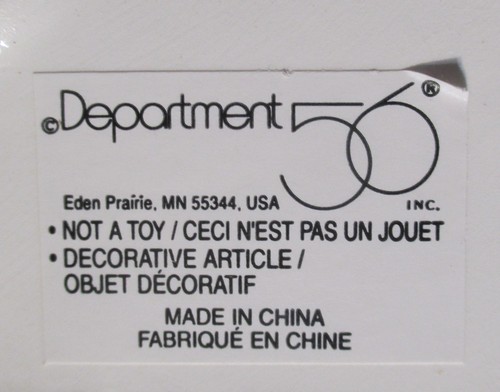 ©Department 56®
INC.
Eden Prairie, MN 55344, USA
• NOT A TOY / CECI N'EST PAS UN JOUET
• DECORATIVE ARTICLE /
OBJET DÉCORATIF
MADE IN CHINA
FABRIQUÉ EN CHINE